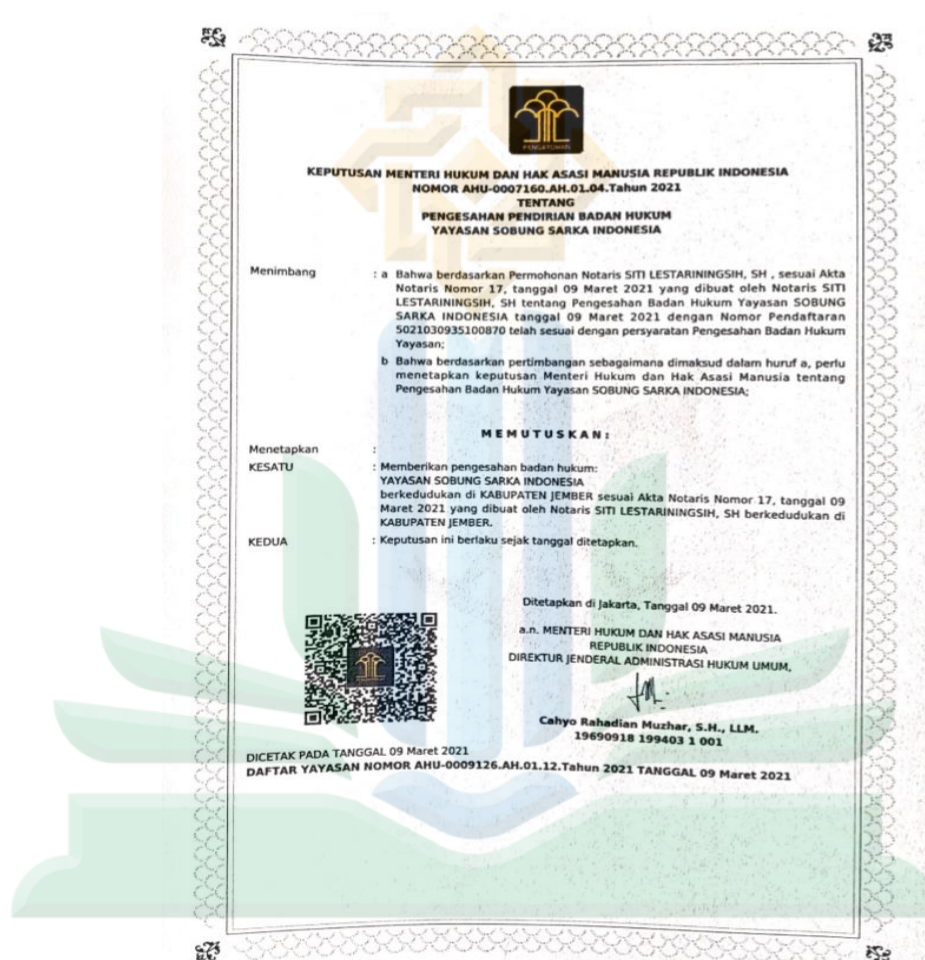 PENGAYOMAN
KEPUTUSAN MENTERI HUKUM DAN HAK ASASI MANUSIA REPUBLIK INDONESIA
NOMOR AHU-0007160.AH.01.04.Tahun 2021
TENTANG
PENGESAHAN PENDIRIAN BADAN HUKUM
YAYASAN SOBUNG SARKA INDONESIA
Menimbang : a Bahwa berdasarkan Permohonan Notaris SITI LESTARININGSIH, SH , sesuai Akta
Notaris Nomor 17, tanggal 09 Maret 2021 yang dibuat oleh Notaris SITI
LESTARININGSIH, SH tentang Pengesahan Badan Hukum Yayasan SOBUNG
SARKA INDONESIA tanggal 09 Maret 2021 dengan Nomor Pendaftaran
5021030935100870 telah sesuai dengan persyaratan Pengesahan Badan Hukum
Yayasan;
b Bahwa berdasarkan pertimbangan sebagaimana dimaksud dalam huruf a, perlu
menetapkan keputusan Menteri Hukum dan Hak Asasi Manusia tentang
Pengesahan Badan Hukum Yayasan SOBUNG SARKA INDONESIA;
MEMUTUSKAN:
Menetapkan :
KESATU : Memberikan pengesahan badan hukum:
YAYASAN SOBUNG SARKA INDONESIA
berkedudukan di KABUPATEN JEMBER sesuai Akta Notaris Nomor 17, tanggal 09
Maret 2021 yang dibuat oleh Notaris SITI LESTARININGSIH, SH berkedudukan di
KABUPATEN JEMBER.
KEDUA : Keputusan ini berlaku sejak tanggal ditetapkan.
Ditetapkan di Jakarta, Tanggal 09 Maret 2021.
a.n. MENTERI HUKUM DAN HAK ASASI MANUSIA
REPUBLIK INDONESIA
DIREKTUR JENDERAL ADMINISTRASI HUKUM UMUM,
Cahyo Rahadian Muzhar, S.H., LLM.
19690918 199403 1 001
DICETAK PADA TANGGAL 09 Maret 2021
DAFTAR YAYASAN NOMOR AHU-0009126.AH.01.12.Tahun 2021 TANGGAL 09 Maret 2021